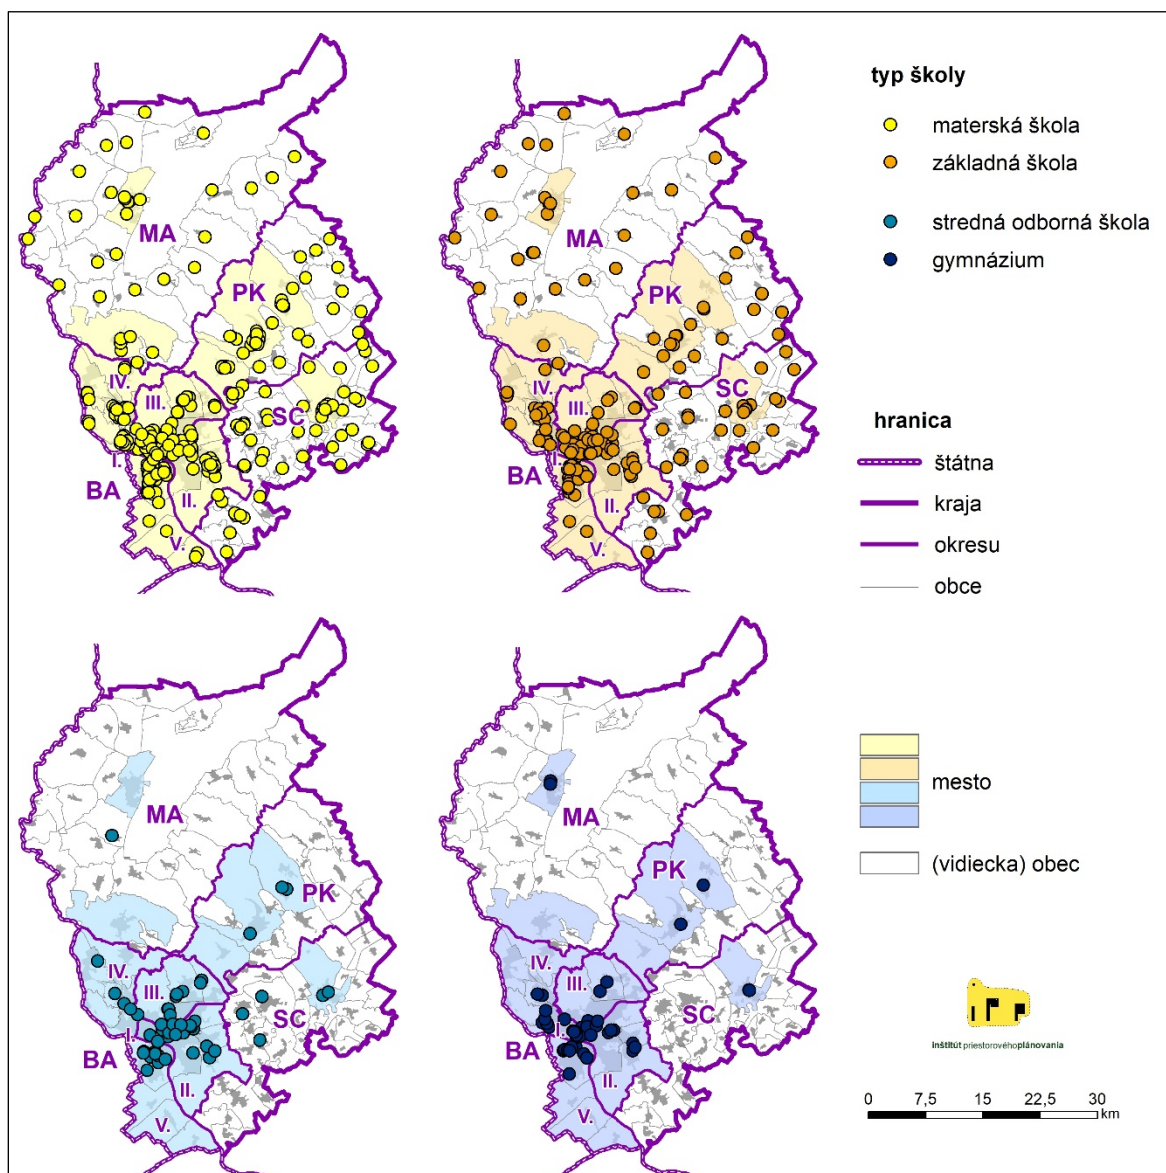 MA
PK
SC
IV.
III.
I.
BA
II.
V.
MA
PK
SC
IV.
III.
I.
BA
II.
V.
MA
PK
SC
IV.
III.
I.
BA
II.
V.
MA
PK
SC
IV.
III.
I.
BA
II.
V.
typ školy
materská škola
základná škola
stredná odborná škola
gymnázium
hranica
štátna
kraja
okresu
obce
mesto
(vidiecka) obec
inštitút priestorovéhoplánovania
0 7,5 15 22,5 30
km